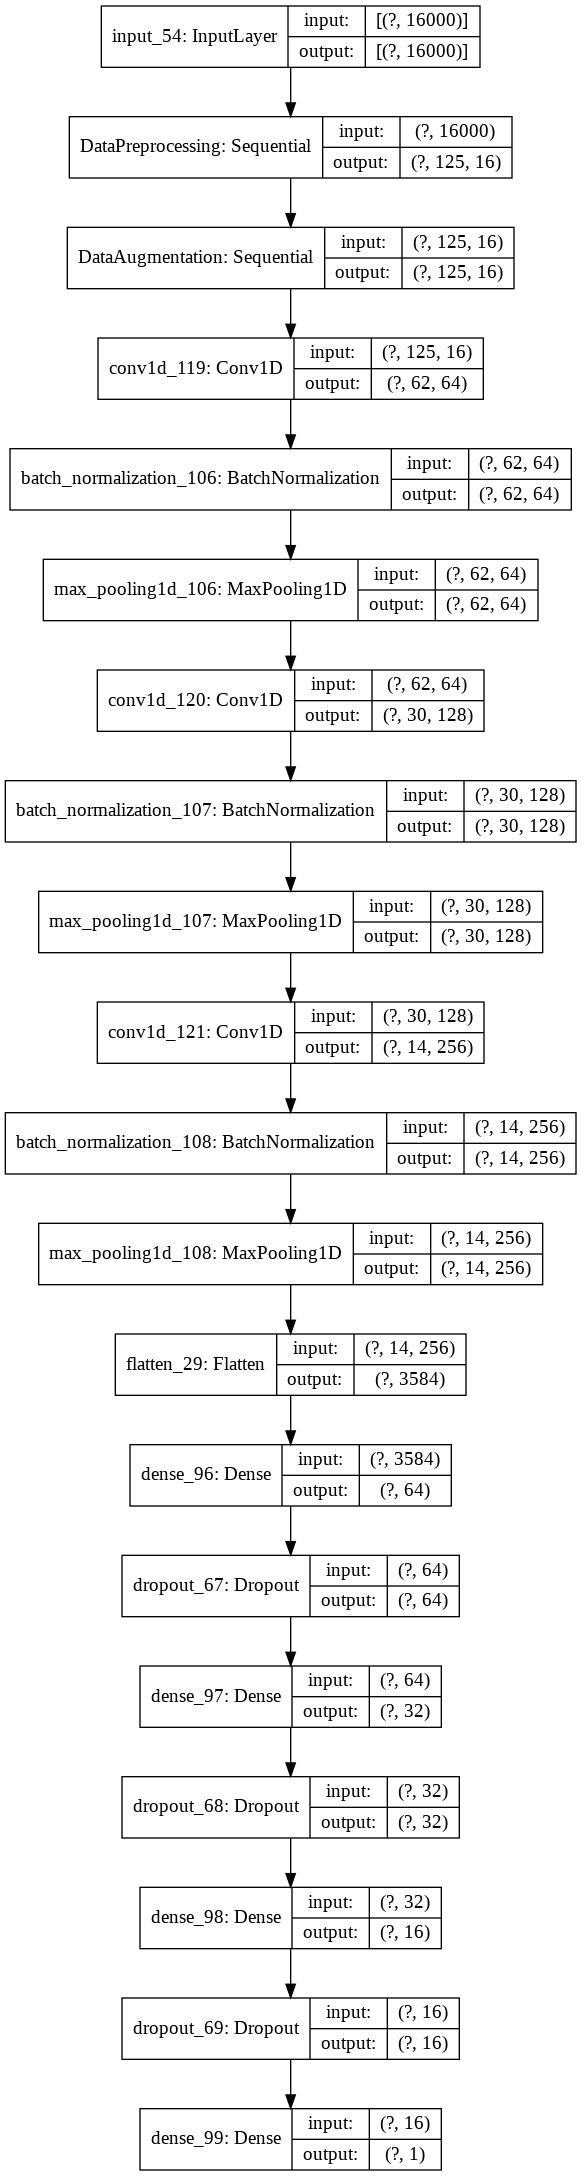 input_54: InputLayer input: [(?, 16000)]
output: [(?, 16000)]
DataPreprocessing: Sequential input: (?, 16000)
output: (?, 125, 16)
DataAugmentation: Sequential input: (?, 125, 16)
output: (?, 125, 16)
conv1d_119: Conv1D input: (?, 125, 16)
output: (?, 62, 64)
batch_normalization_106: BatchNormalization input: (?, 62, 64)
output: (?, 62, 64)
max_pooling1d_106: MaxPooling1D input: (?, 62, 64)
output: (?, 62, 64)
conv1d_120: Conv1D input: (?, 62, 64)
output: (?, 30, 128)
batch_normalization_107: BatchNormalization input: (?, 30, 128)
output: (?, 30, 128)
max_pooling1d_107: MaxPooling1D input: (?, 30, 128)
output: (?, 30, 128)
conv1d_121: Conv1D input: (?, 30, 128)
output: (?, 14, 256)
batch_normalization_108: BatchNormalization input: (?, 14, 256)
output: (?, 14, 256)
max_pooling1d_108: MaxPooling1D input: (?, 14, 256)
output: (?, 14, 256)
flatten_29: Flatten input: (?, 14, 256)
output: (?, 3584)
dense_96: Dense input: (?, 3584)
output: (?, 64)
dropout_67: Dropout input: (?, 64)
output: (?, 64)
dense_97: Dense input: (?, 64)
output: (?, 32)
dropout_68: Dropout input: (?, 32)
output: (?, 32)
dense_98: Dense input: (?, 32)
output: (?, 16)
dropout_69: Dropout input: (?, 16)
output: (?, 16)
dense_99: Dense input: (?, 16)
output: (?, 1)